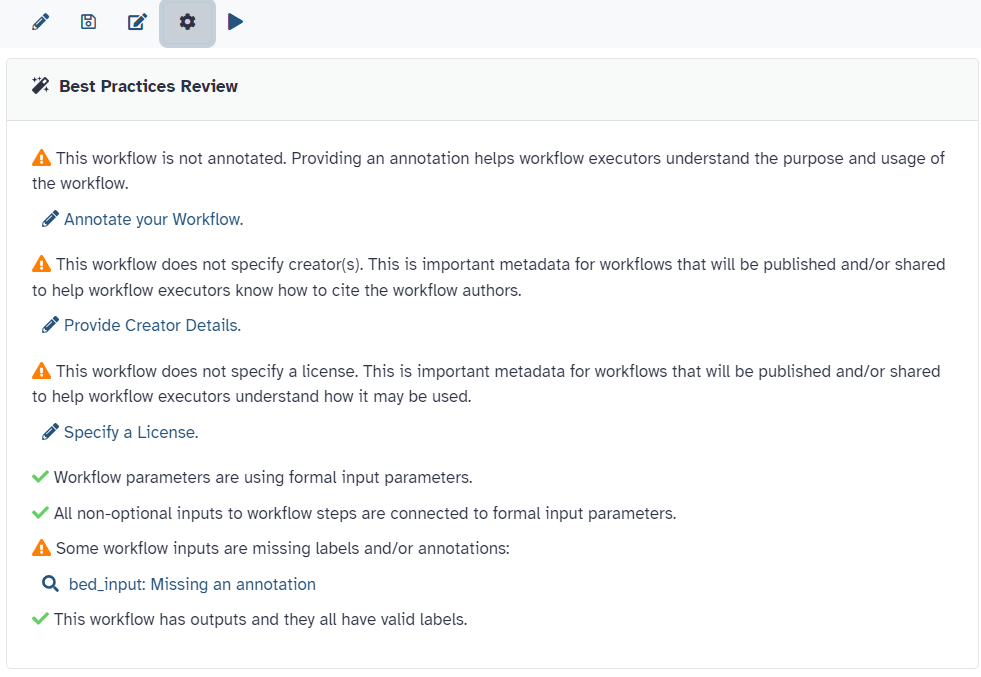 Best Practices Review
This workflow is not annotated. Providing an annotation helps workflow executors understand the purpose and usage of
the workflow.
Annotate your Workflow.
This workflow does not specify creator(s). This is important metadata for workflows that will be published and/or shared
to help workflow executors know how to cite the workflow authors.
Provide Creator Details.
This workflow does not specify a license. This is important metadata for workflows that will be published and/or shared
to help workflow executors understand how it may be used.
Specify a License.
Workflow parameters are using formal input parameters.
All non-optional inputs to workflow steps are connected to formal input parameters.
Some workflow inputs are missing labels and/or annotations:
bed_input: Missing an annotation
This workflow has outputs and they all have valid labels.